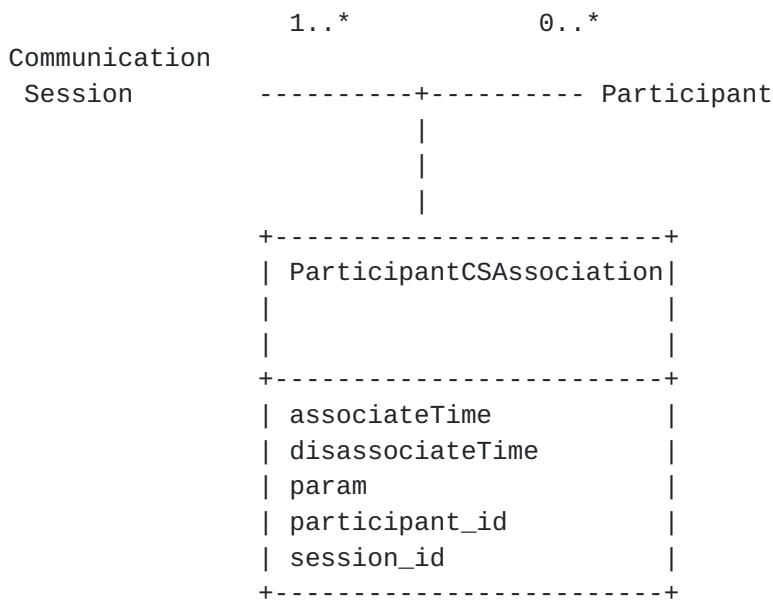 1..* 0..*
Communication
Session ----------+---------- Participant
|
|
|
+-------------------------+
| ParticipantCSAssociation|
| |
| |
+-------------------------+
| associateTime |
| disassociateTime |
| param |
| participant_id |
| session_id |
+-------------------------+